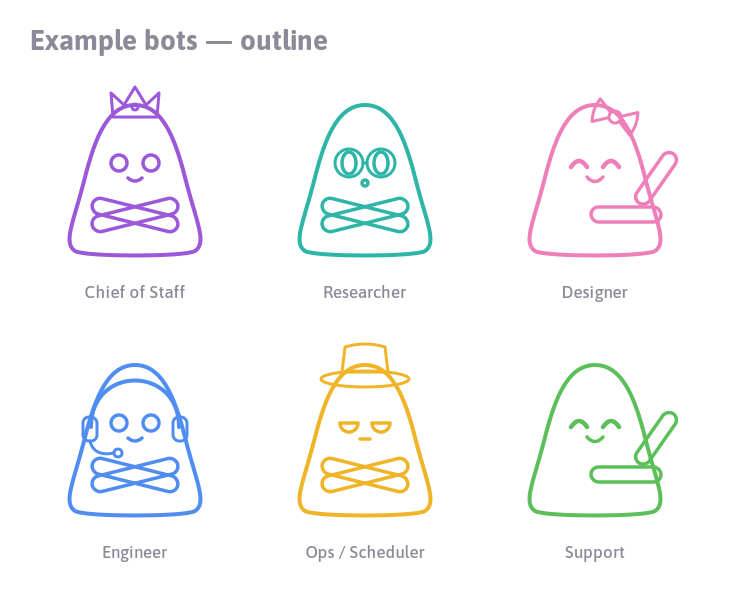 Example bots — outline
Chief of Staff
Researcher
Designer
Engineer
Ops / Scheduler
Support